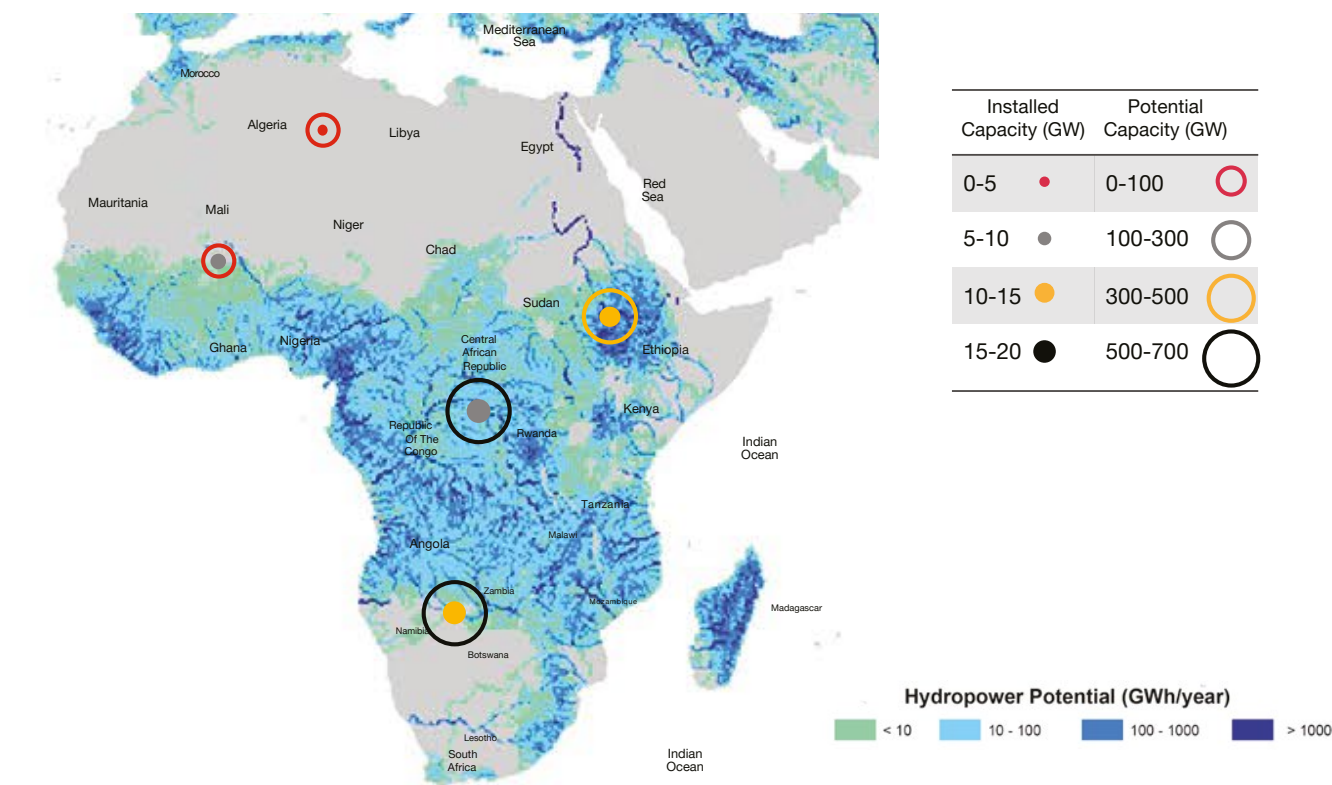 Mediterranean
Sea
Morocco
Algeria
Libya
Egypt
Red
Sea
Mauritania
Mali
Niger
Chad
Sudan
Ghana
Nigeria
Central
African
Republic
Ethiopia
Kenya
Republic
Of The
Congo
Rwanda
Indian
Ocean
Tanzania
Malawi
Angola
Zambia
Mozambique
Madagascar
Namibia
Botswana
Lesotho
South
Africa
Indian
Ocean
Installed
Capacity (GW)
Potential
Capacity (GW)
0-5
0-100
5-10
100-300
10-15
300-500
15-20
500-700
Hydropower Potential (GWh/year)
< 10
10 - 100
100 - 1000
> 1000